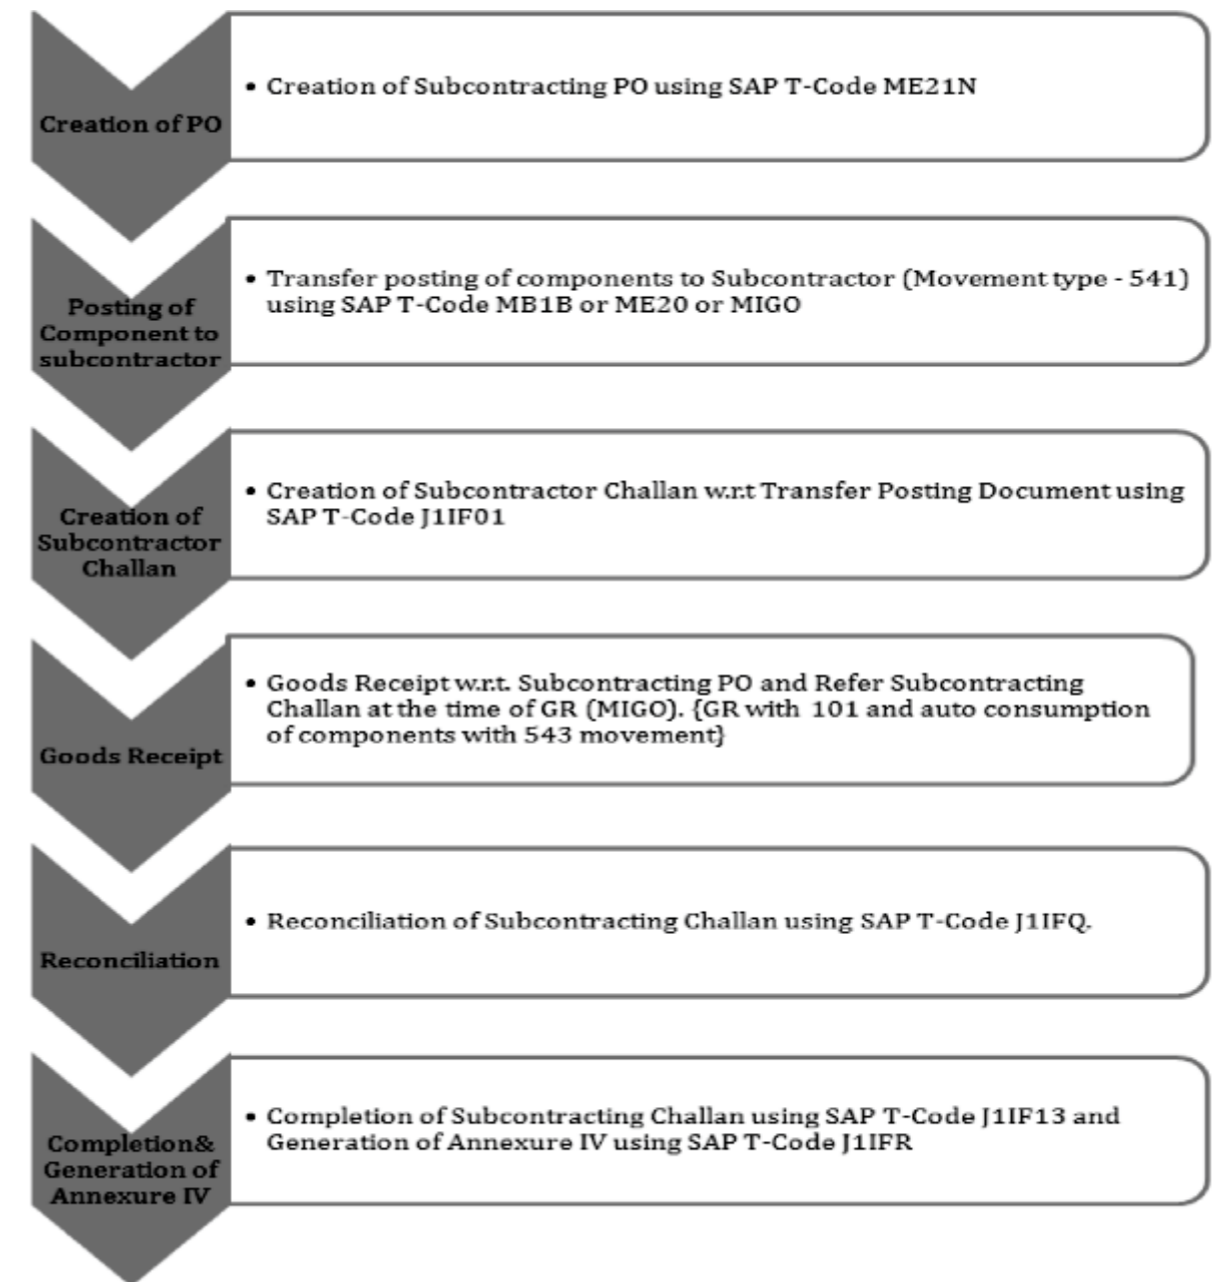 Creation of PO
• Creation of Subcontracting PO using SAP T-Code ME21N
Posting of
Component to
subcontractor
• Transfer posting of components to Subcontractor (Movement type - 541)
using SAP T-Code MB1B or ME20 or MIGO
Creation of
Subcontractor
Challan
• Creation of Subcontractor Challan w.r.t Transfer Posting Document using
SAP T-Code J1IF01
Goods Receipt
• Goods Receipt w.r.t. Subcontracting PO and Refer Subcontracting
Challan at the time of GR (MIGO). {GR with 101 and auto consumption
of components with 543 movement}
Reconciliation
• Reconciliation of Subcontracting Challan using SAP T-Code J1IFQ.
Completion&
Generation of
Annexure IV
• Completion of Subcontracting Challan using SAP T-Code J1IF13 and
Generation of Annexure IV using SAP T-Code J1IFR